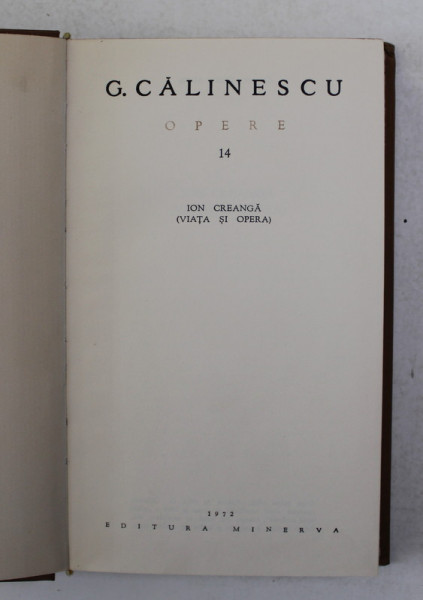 G. CĂLINESCU
OPERE
14
ION CREANGĂ
(VIAȚA ȘI OPERA)
1972
EDITURA MINERVA